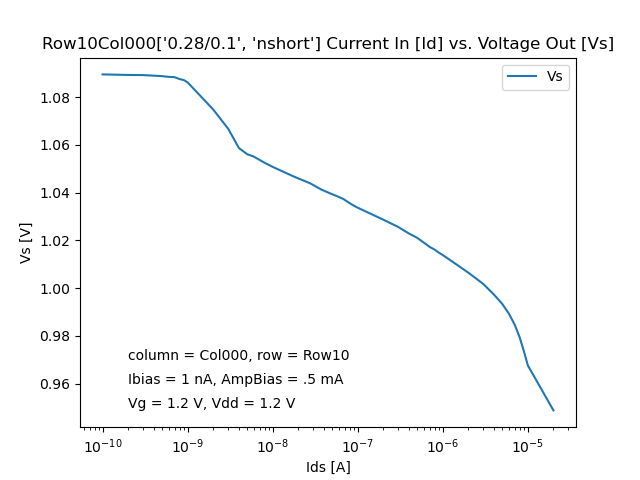 Row10Col000['0.28/0.1', 'nshort'] Current In [Id] vs. Voltage Out [Vs]
Vs
1.08
1.06
1.04
1.02
1.00
0.98
0.96
Vs [V]
column = Col000, row = Row10
Ibias = 1 nA, AmpBias = .5 mA
Vg = 1.2 V, Vdd = 1.2 V
10⁻¹⁰ 10⁻⁹ 10⁻⁸ 10⁻⁷ 10⁻⁶ 10⁻⁵
Ids [A]